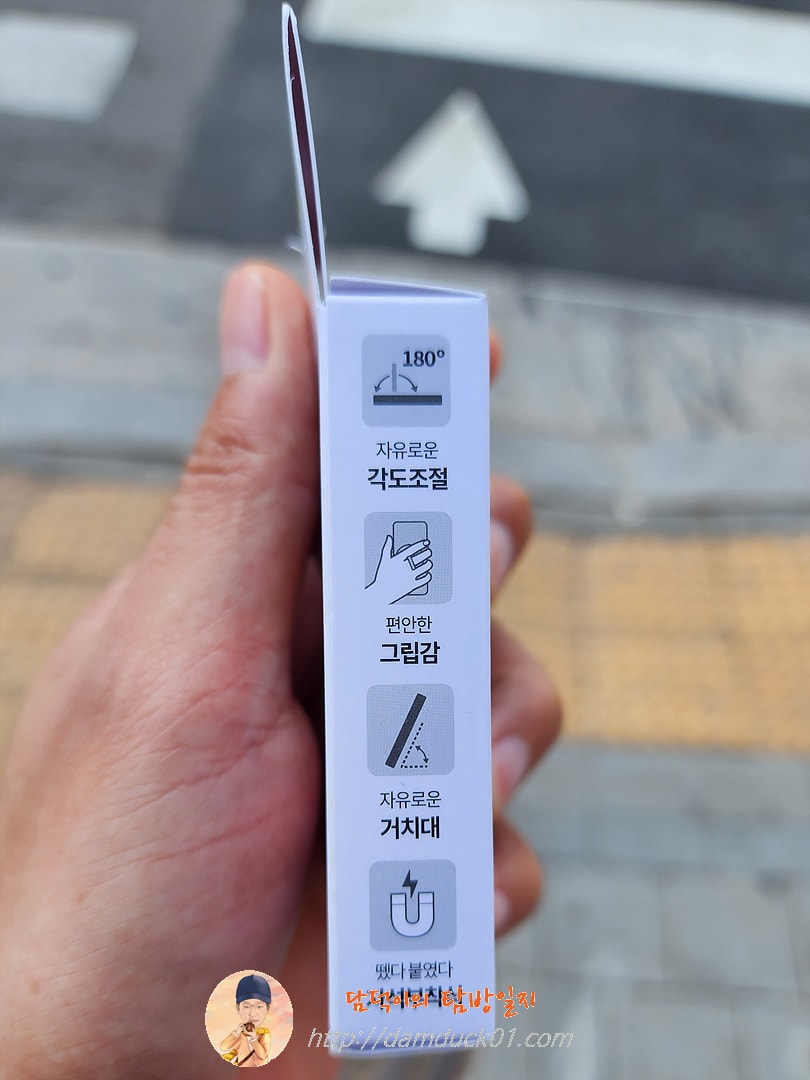 180°
자유로운
각도조절
편안한
그립감
자유로운
거치대
뗐다 붙였다
담덕이의 탐방일지
http://damduck01.com